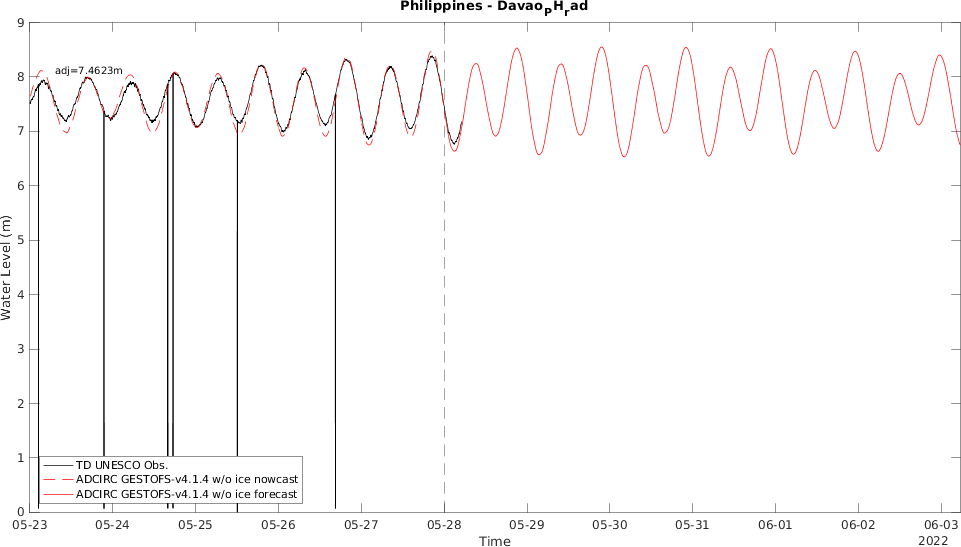 Philippines - Davao_PH_rad
adj=7.4623m
Water Level (m)
9
8
7
6
5
4
3
2
1
0
TD UNESCO Obs.
ADCIRC GESTOFS-v4.1.4 w/o ice nowcast
ADCIRC GESTOFS-v4.1.4 w/o ice forecast
05-23 05-24 05-25 05-26 05-27 05-28 05-29 05-30 05-31 06-01 06-02 06-03
Time
2022